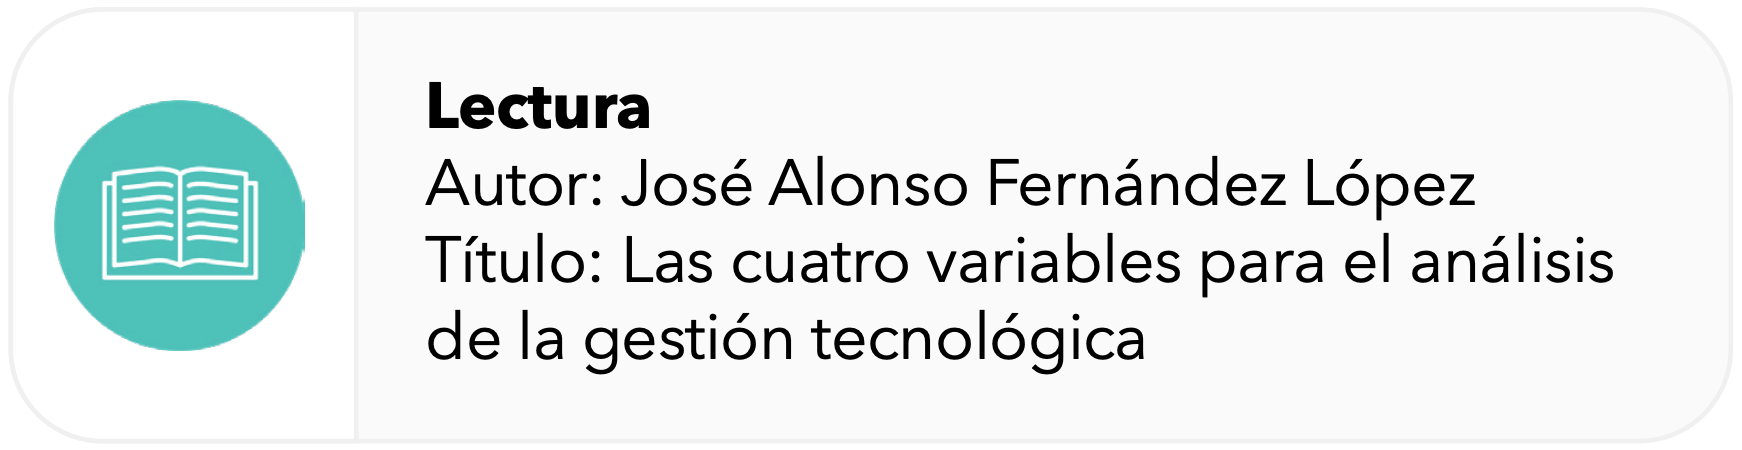 Lectura
Autor: José Alonso Fernández López
Título: Las cuatro variables para el análisis
de la gestión tecnológica